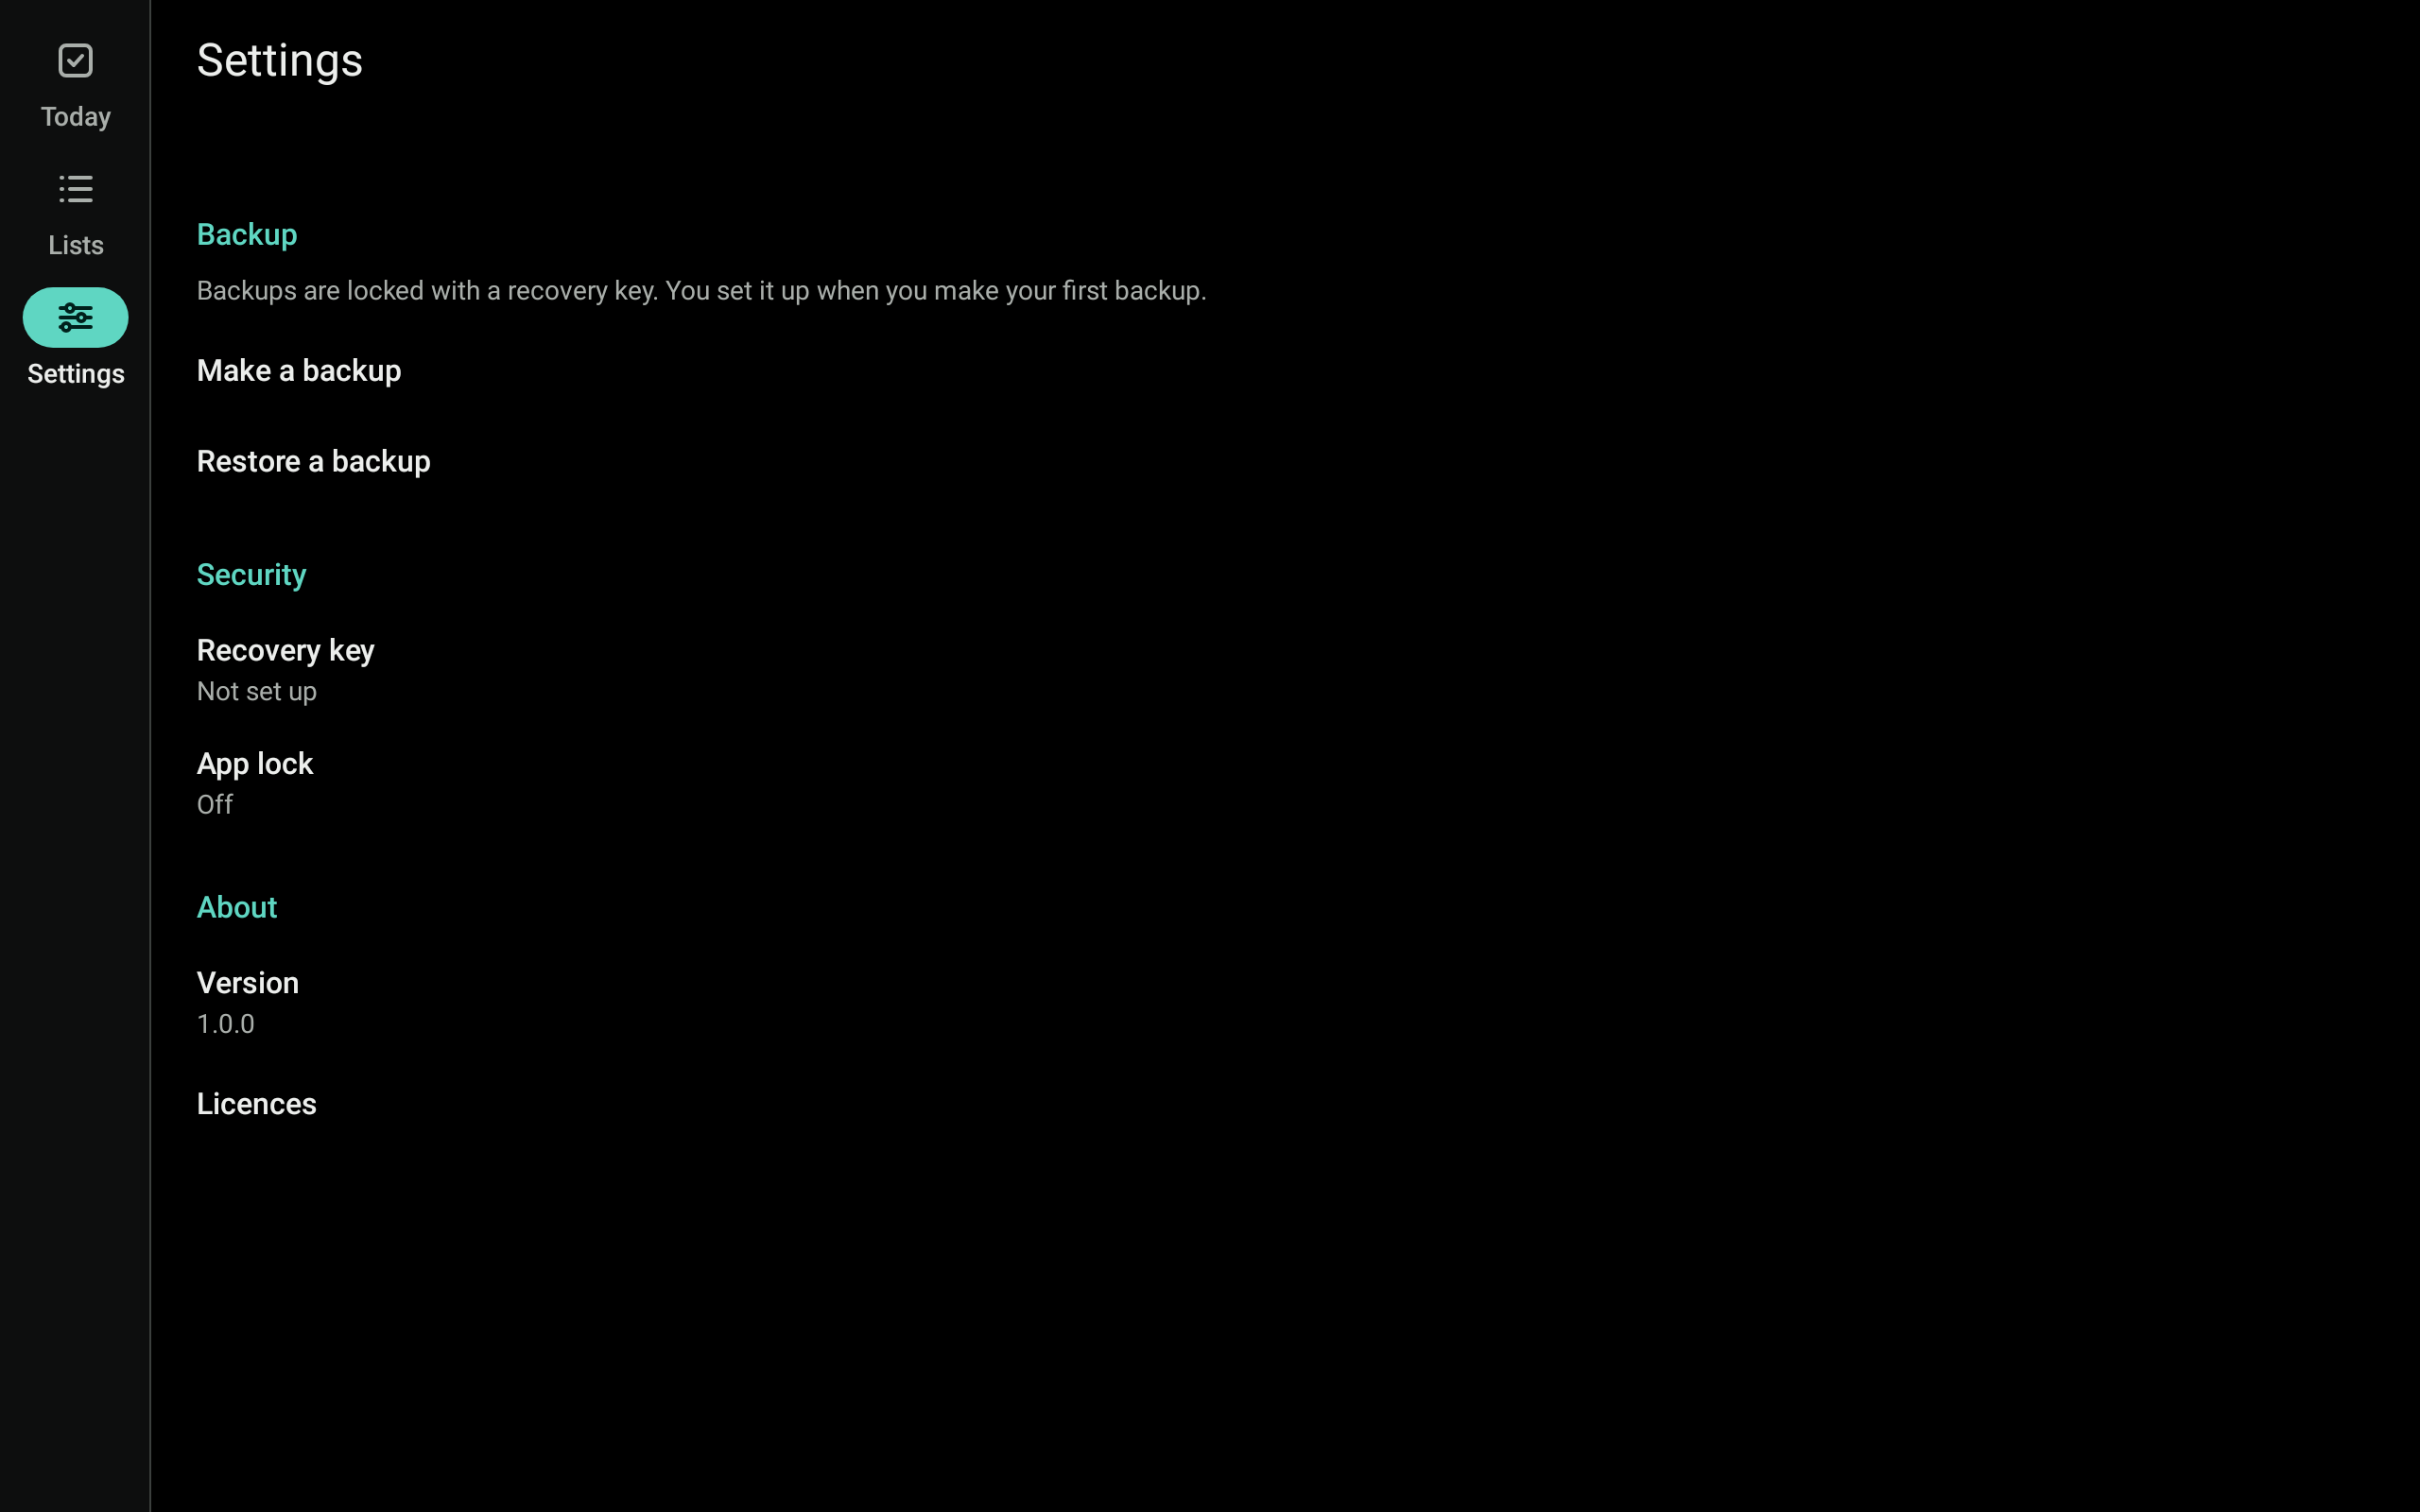 Today
Lists
Settings
Settings
Backup
Backups are locked with a recovery key. You set it up when you make your first backup.
Make a backup
Restore a backup
Security
Recovery key
Not set up
App lock
Off
About
Version
1.0.0
Licences